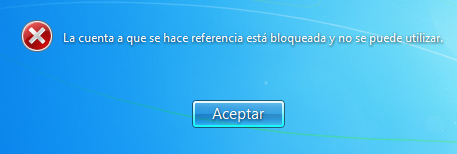 La cuenta a que se hace referencia está bloqueada y no se puede utilizar.
Aceptar